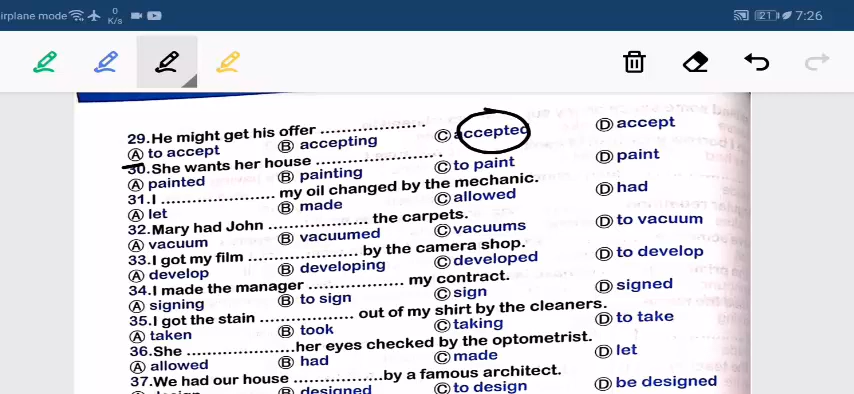 irplane mode 0 K/s 21 7:26
29.He might get his offer .......................... .
A to accept B accepting C accepted D accept
30.She wants her house .............................. .
A painted B painting C to paint D paint
31.I ........................... my oil changed by the mechanic.
A let B made C allowed D had
32.Mary had John ........................ the carpets.
A vacuum B vacuumed C vacuums D to vacuum
33.I got my film .......................... by the camera shop.
A develop B developing C developed D to develop
34.I made the manager ....................... my contract.
A signing B to sign C sign D signed
35.I got the stain ...................... out of my shirt by the cleaners.
A taken B took C taking D to take
36.She .........................her eyes checked by the optometrist.
A allowed B had C made D let
37.We had our house .....................by a famous architect.
A design B designed C to design D be designed